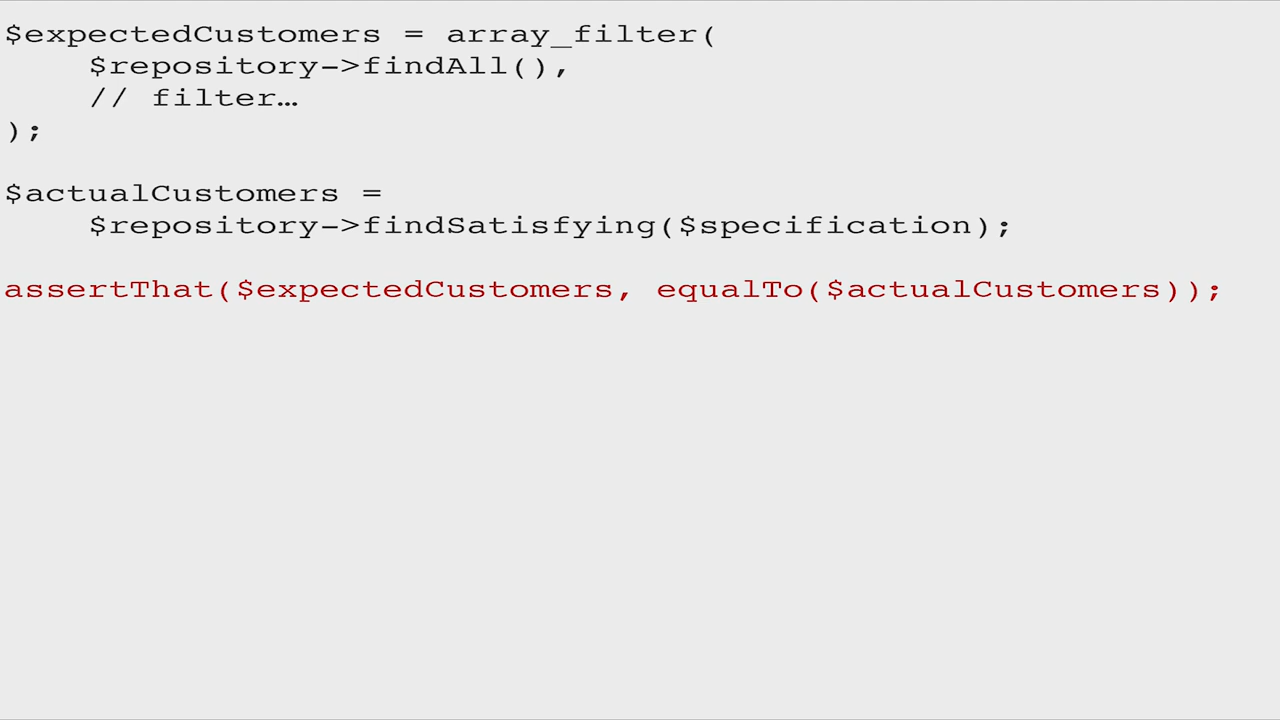 $expectedCustomers = array_filter(
    $repository->findAll(),
    // filter…
);

$actualCustomers =
    $repository->findSatisfying($specification);

assertThat($expectedCustomers, equalTo($actualCustomers));